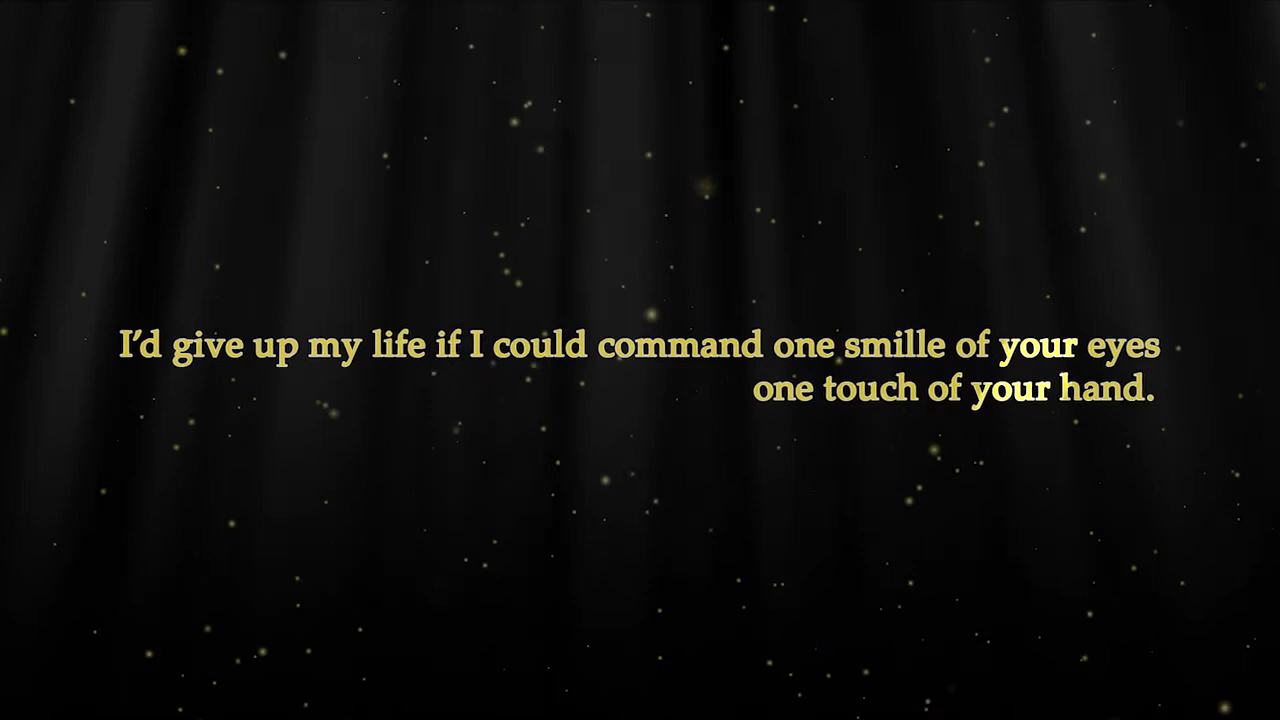 I’d give up my life if I could command one smille of your eyes
one touch of your hand.